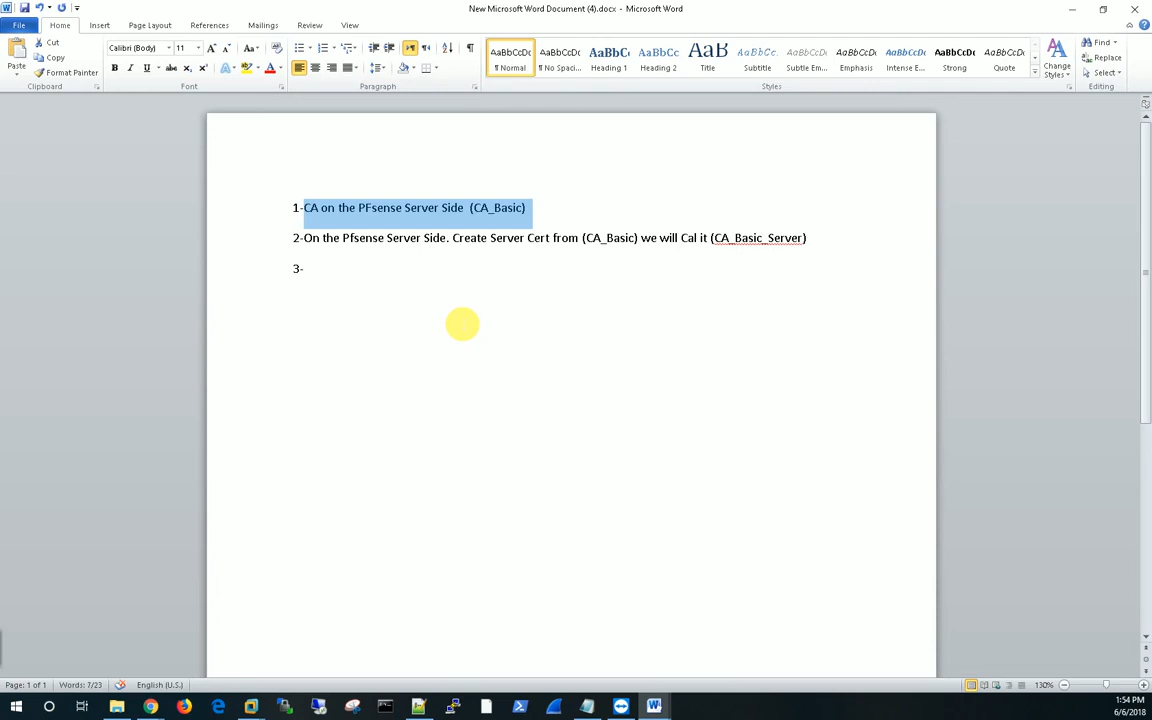 New Microsoft Word Document (4).docx - Microsoft Word
File Home Insert Page Layout References Mailings Review View
Paste Cut Copy Format Painter
Calibri (Body) 11
AaBbCcDc AaBbCcDc AaBbC AaBbCc AaB AaBbCc. AaBbCcDc AaBbCcDc AaBbCcDc AaBbCcDc AaBbCcDc
¶ Normal ¶ No Spaci... Heading 1 Heading 2 Title Subtitle Subtle Em... Emphasis Intense E... Strong Quote
Change Styles
Find Replace Select
Clipboard Font Paragraph Styles Editing
1-CA on the PFsense Server Side (CA_Basic)
2-On the Pfsense Server Side. Create Server Cert from (CA_Basic) we will Cal it (CA_Basic_Server)
3-
Page: 1 of 1 Words: 7/23 English (U.S.) 130%
1:54 PM
6/6/2018